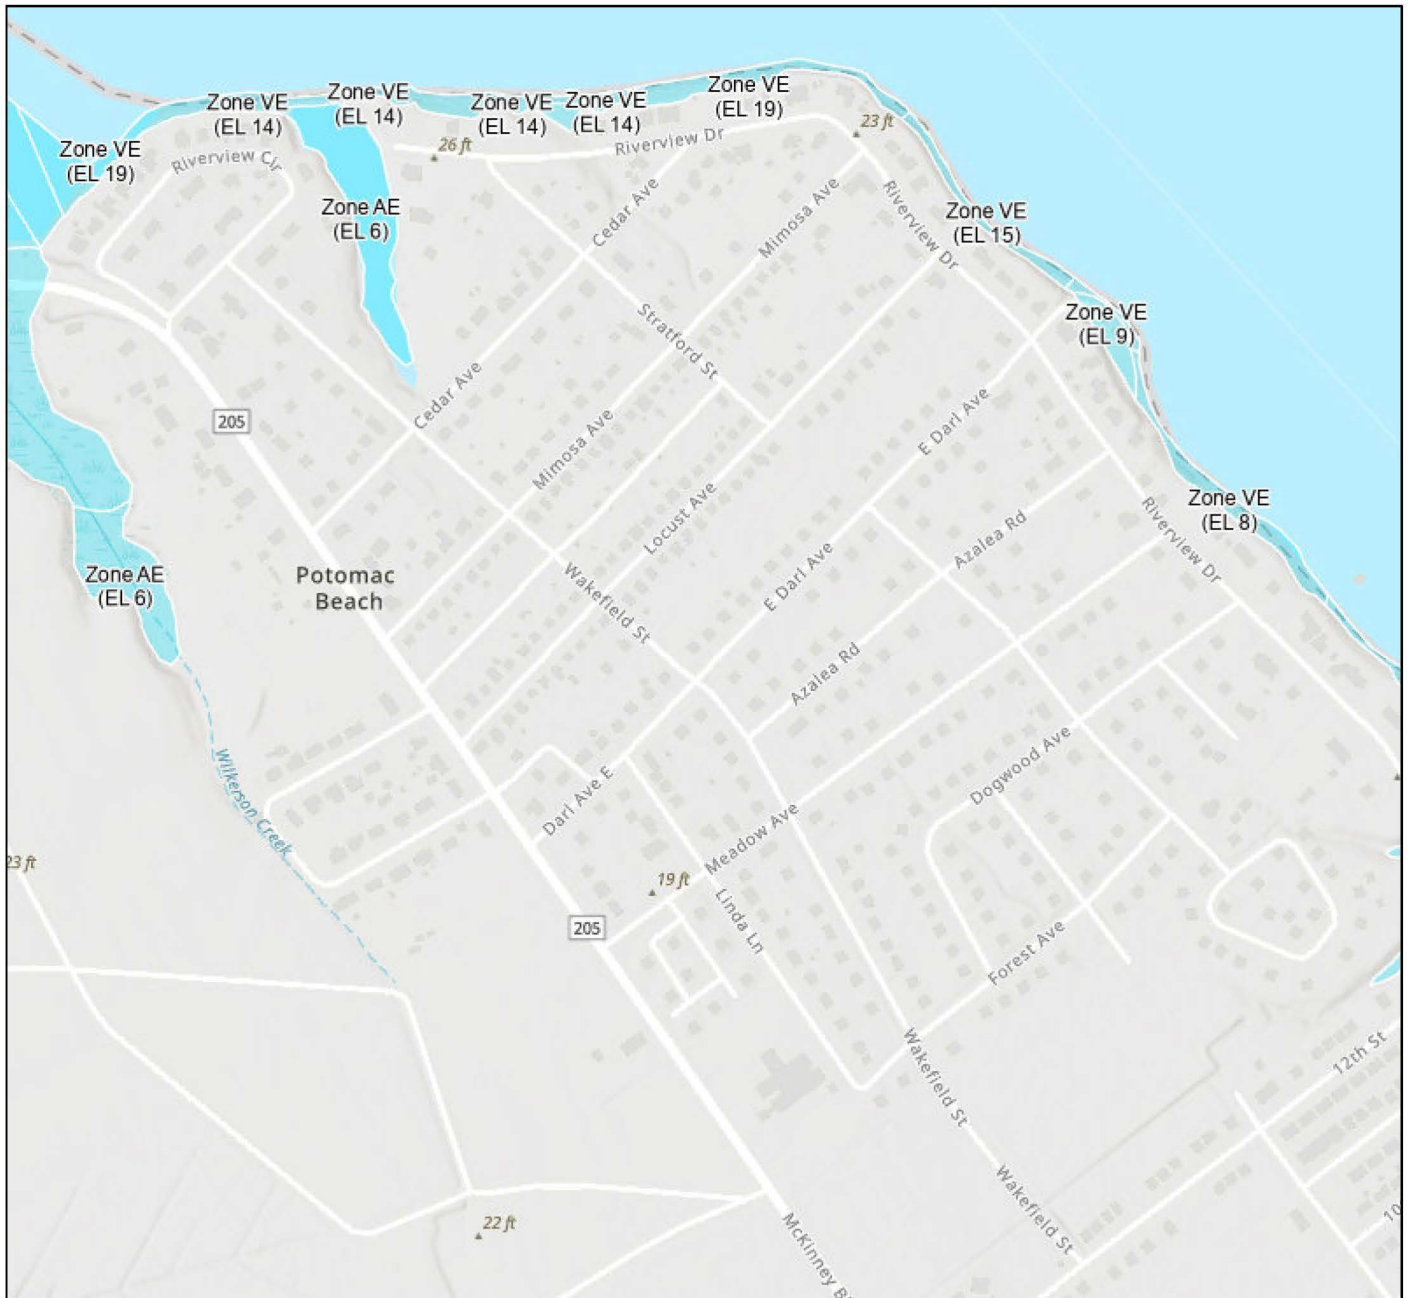 Zone VE
(EL 14)
Zone VE
(EL 14)
Zone VE
(EL 14)
Zone VE
(EL 14)
Zone VE
(EL 19)
Zone VE
(EL 19)
Riverview Cir
26 ft
Riverview Dr
23 ft
Zone AE
(EL 6)
Cedar Ave
Mimosa Ave
Riverview Dr
Zone VE
(EL 15)
Zone VE
(EL 9)
Stratford St
Cedar Ave
205
Mimosa Ave
E Darl Ave
Locust Ave
Zone VE
(EL 8)
Riverview Dr
Azalea Rd
E Darl Ave
Zone AE
(EL 6)
Potomac
Beach
Wakefield St
Azalea Rd
Wilkerson Creek
Darl Ave E
Dogwood Ave
Meadow Ave
23 ft
19 ft
205
Linda Ln
Forest Ave
Wakefield St
12th St
Wakefield St
22 ft
McKinney B
10